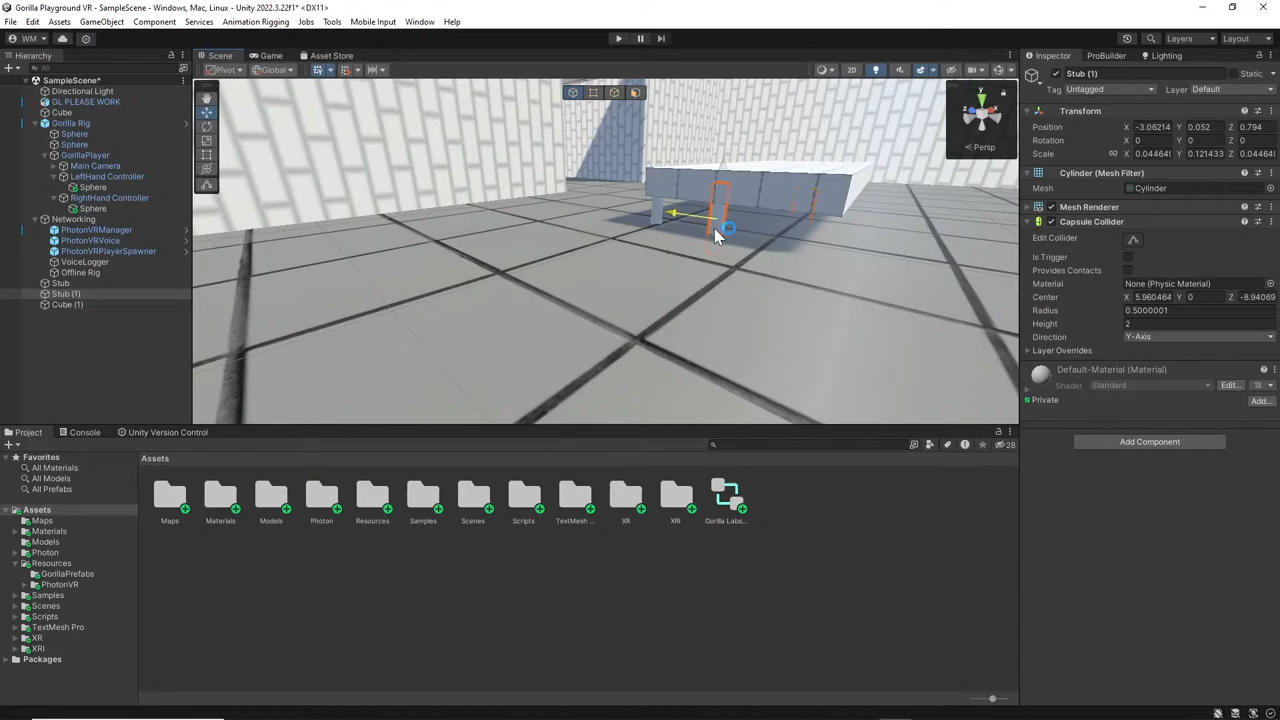 Gorilla Playground VR - SampleScene - Windows, Mac, Linux - Unity 2022.3.22f1* <DX11>
File Edit Assets GameObject Component Services Animation Rigging Jobs Tools Mobile Input Window Help
WM Layers Layout
Hierarchy
All
SampleScene*
Directional Light
GL PLEASE WORK
Cube
Gorilla Rig
Sphere
Sphere
GorillaPlayer
Main Camera
LeftHand Controller
Sphere
RightHand Controller
Sphere
Networking
PhotonVRManager
PhotonVRVoice
PhotonVRPlayerSpawner
VoiceLogger
Offline Rig
Stub
Stub (1)
Cube (1)
Scene Game Asset Store
Pivot Global 2D
y x z
Persp
Inspector ProBuilder Lighting
Stub (1) Static
Tag Untagged Layer Default
Transform
Position X -3.06214 Y 0.052 Z 0.794
Rotation X 0 Y 0 Z 0
Scale X 0.044649 Y 0.121433 Z 0.04465
Cylinder (Mesh Filter)
Mesh Cylinder
Mesh Renderer
Capsule Collider
Edit Collider
Is Trigger
Provides Contacts
Material None (Physic Material)
Center X 5.960464 Y 0 Z -8.94069
Radius 0.5000001
Height 2
Direction Y-Axis
Layer Overrides
Default-Material (Material)
Shader Standard Edit...
Private Add...
Add Component
Project Console Unity Version Control
28
Favorites
All Materials
All Models
All Prefabs
Assets
Maps
Materials
Models
Photon
Resources
GorillaPrefabs
PhotonVR
Samples
Scenes
Scripts
TextMesh Pro
XR
XRI
Packages
Assets
Maps Materials Models Photon Resources Samples Scenes Scripts TextMesh ... XR XRI Gorilla Labs...